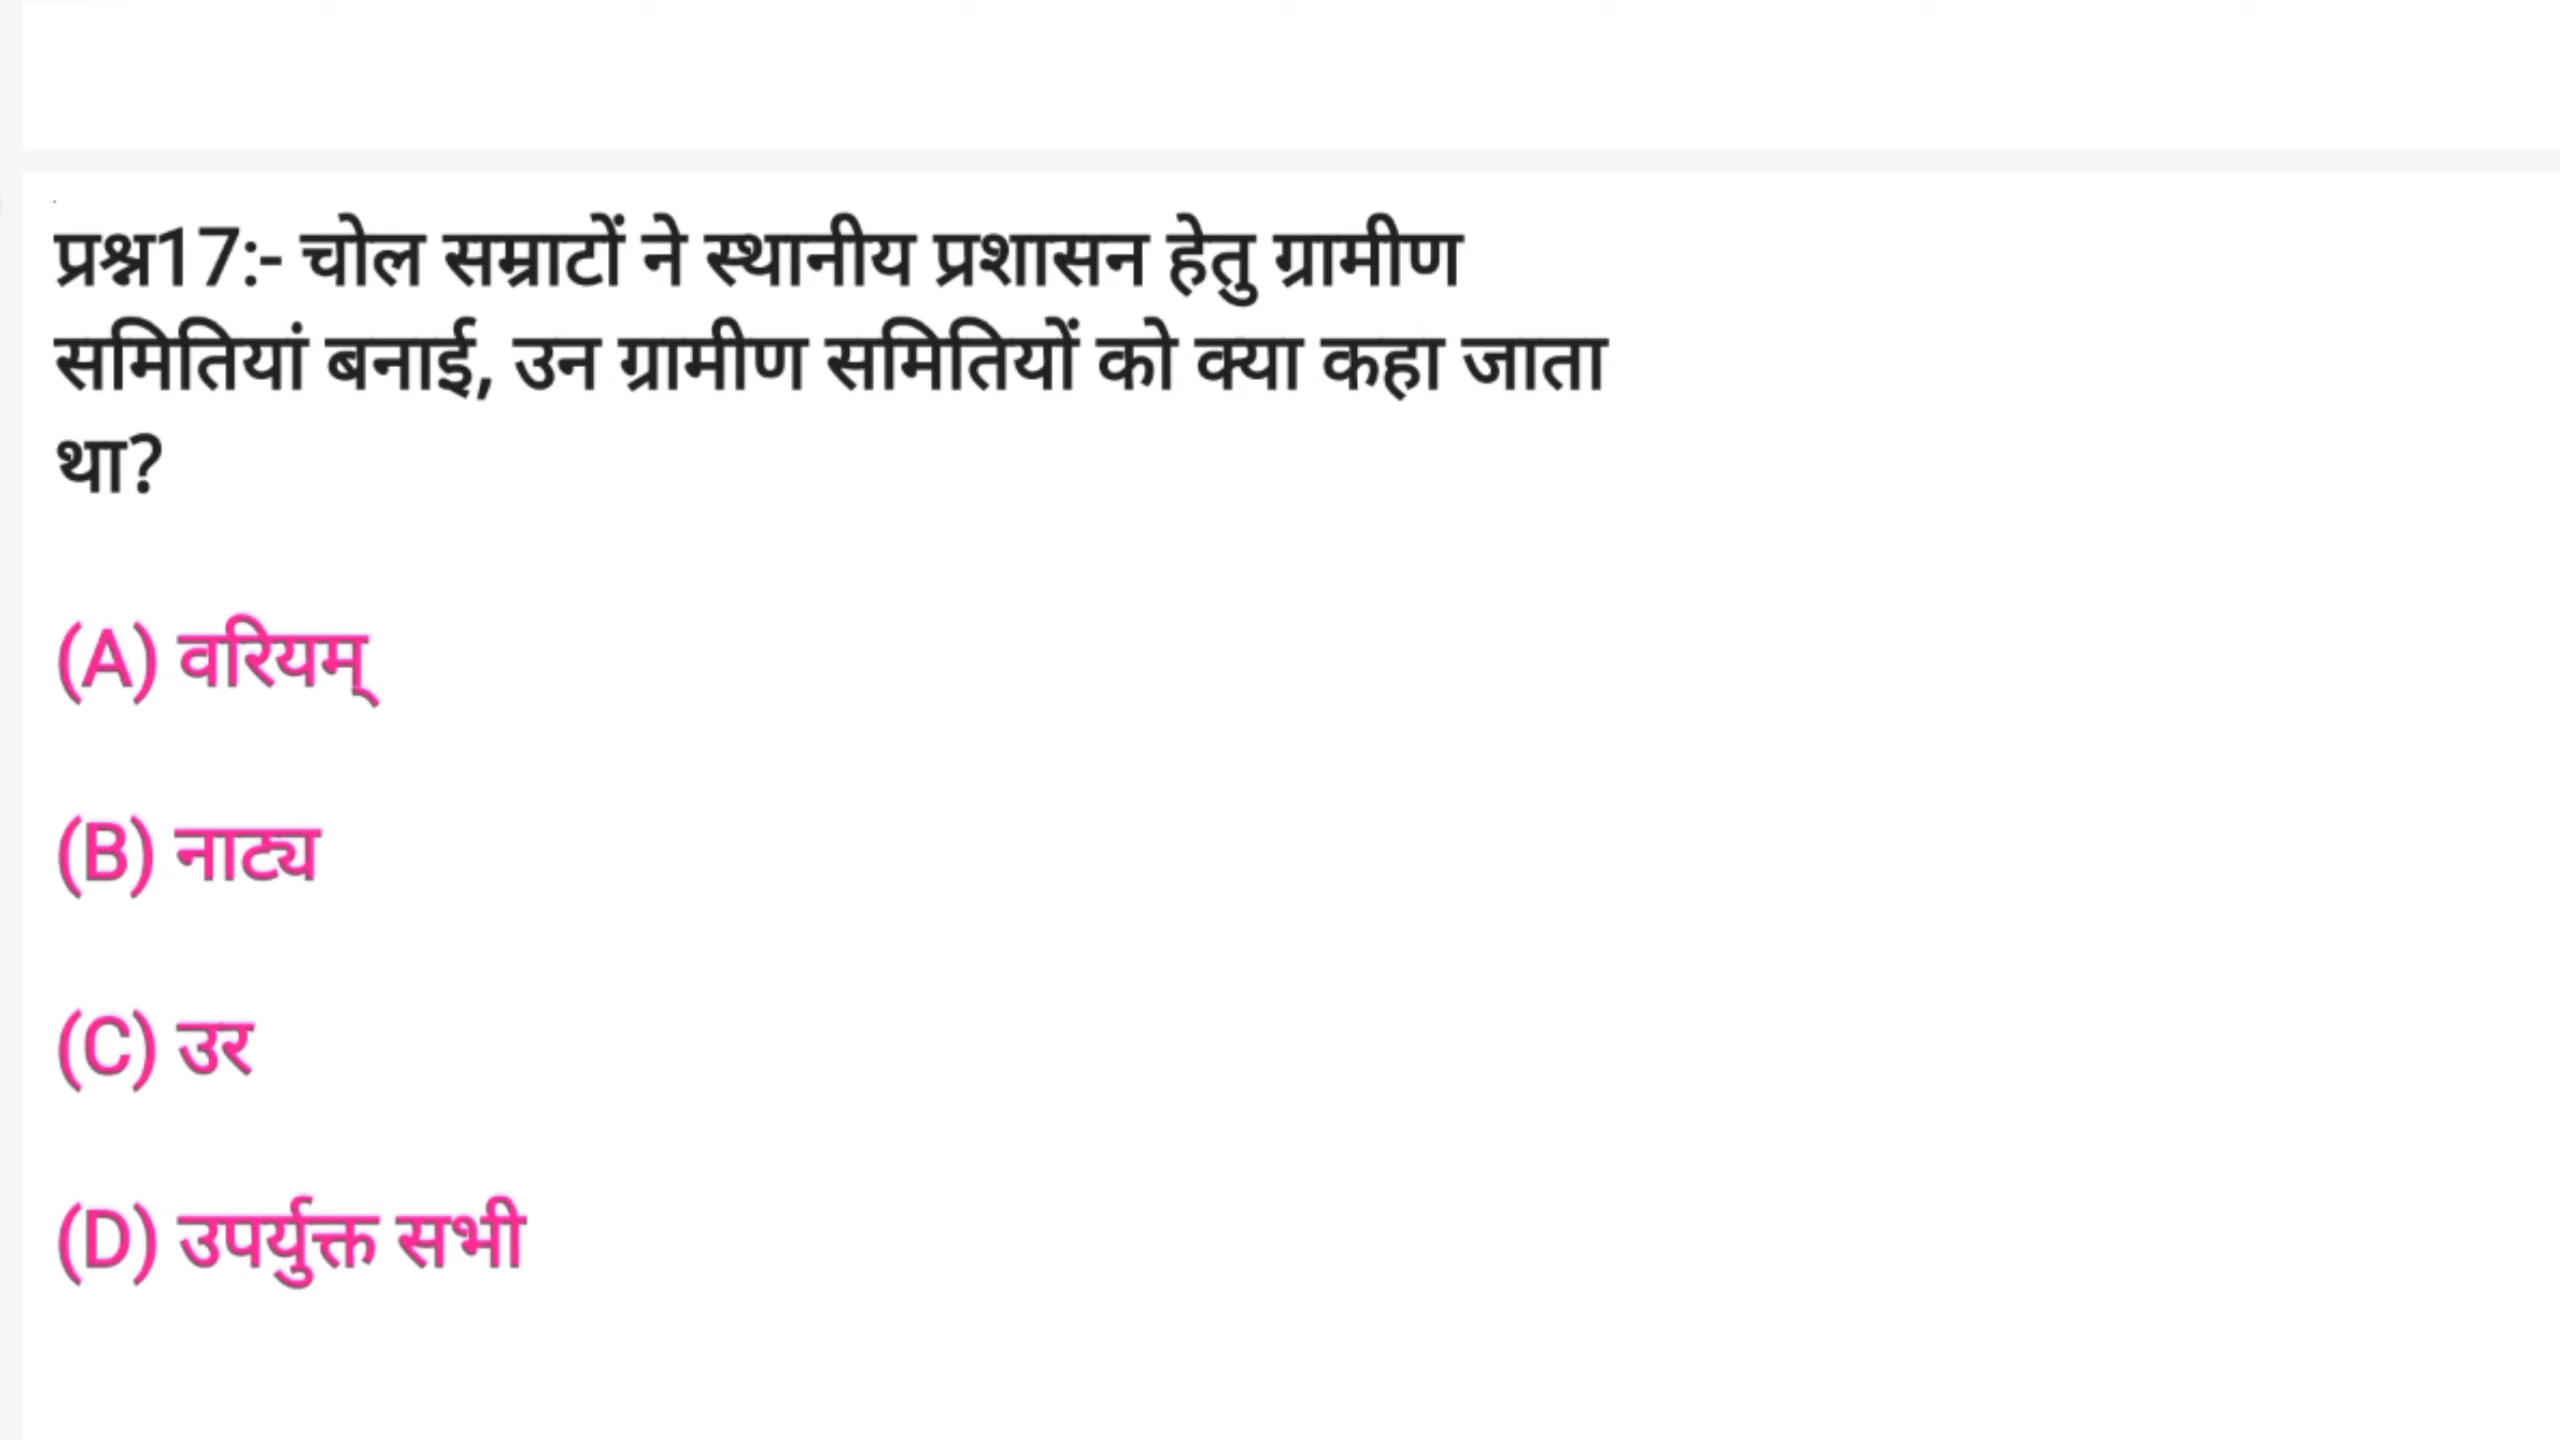 प्रश्न17:- चोल सम्राटों ने स्थानीय प्रशासन हेतु ग्रामीण
समितियां बनाई, उन ग्रामीण समितियों को क्या कहा जाता
था?
(A) वरियम्
(B) नाट्य
(C) उर
(D) उपर्युक्त सभी